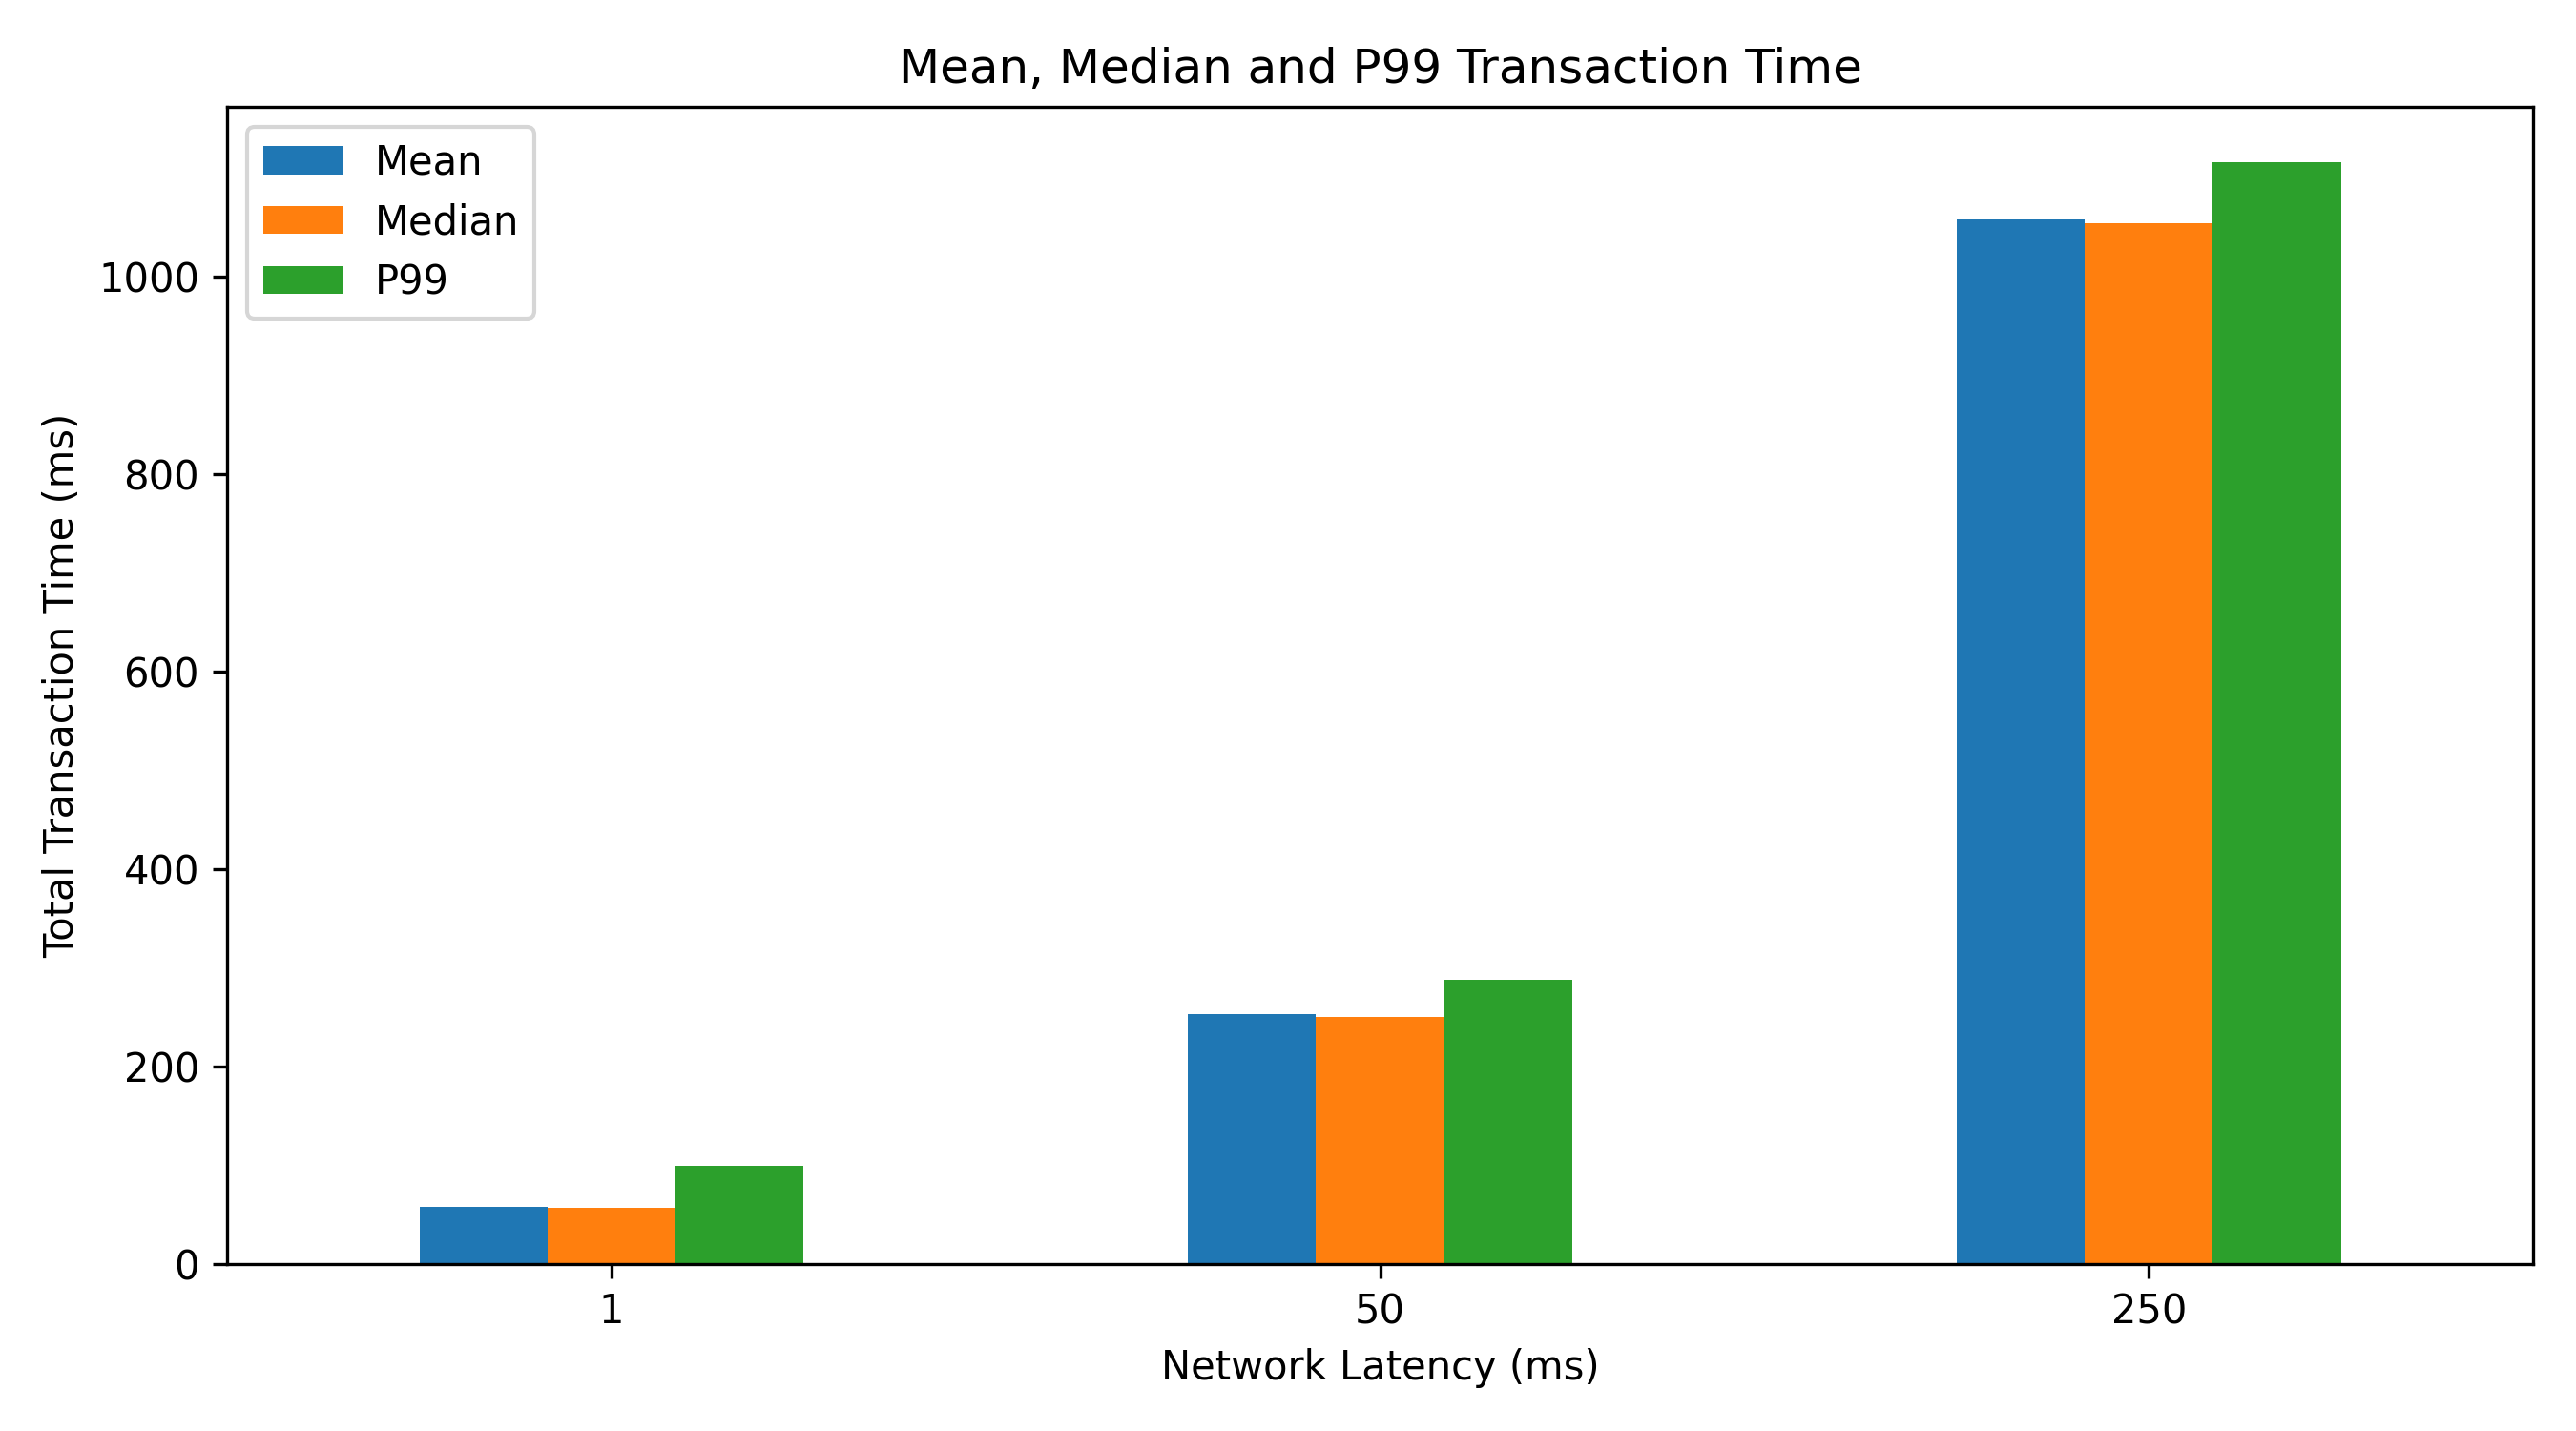 Mean, Median and P99 Transaction Time
Mean
Median
P99
Total Transaction Time (ms)
1000
800
600
400
200
0
1
50
250
Network Latency (ms)